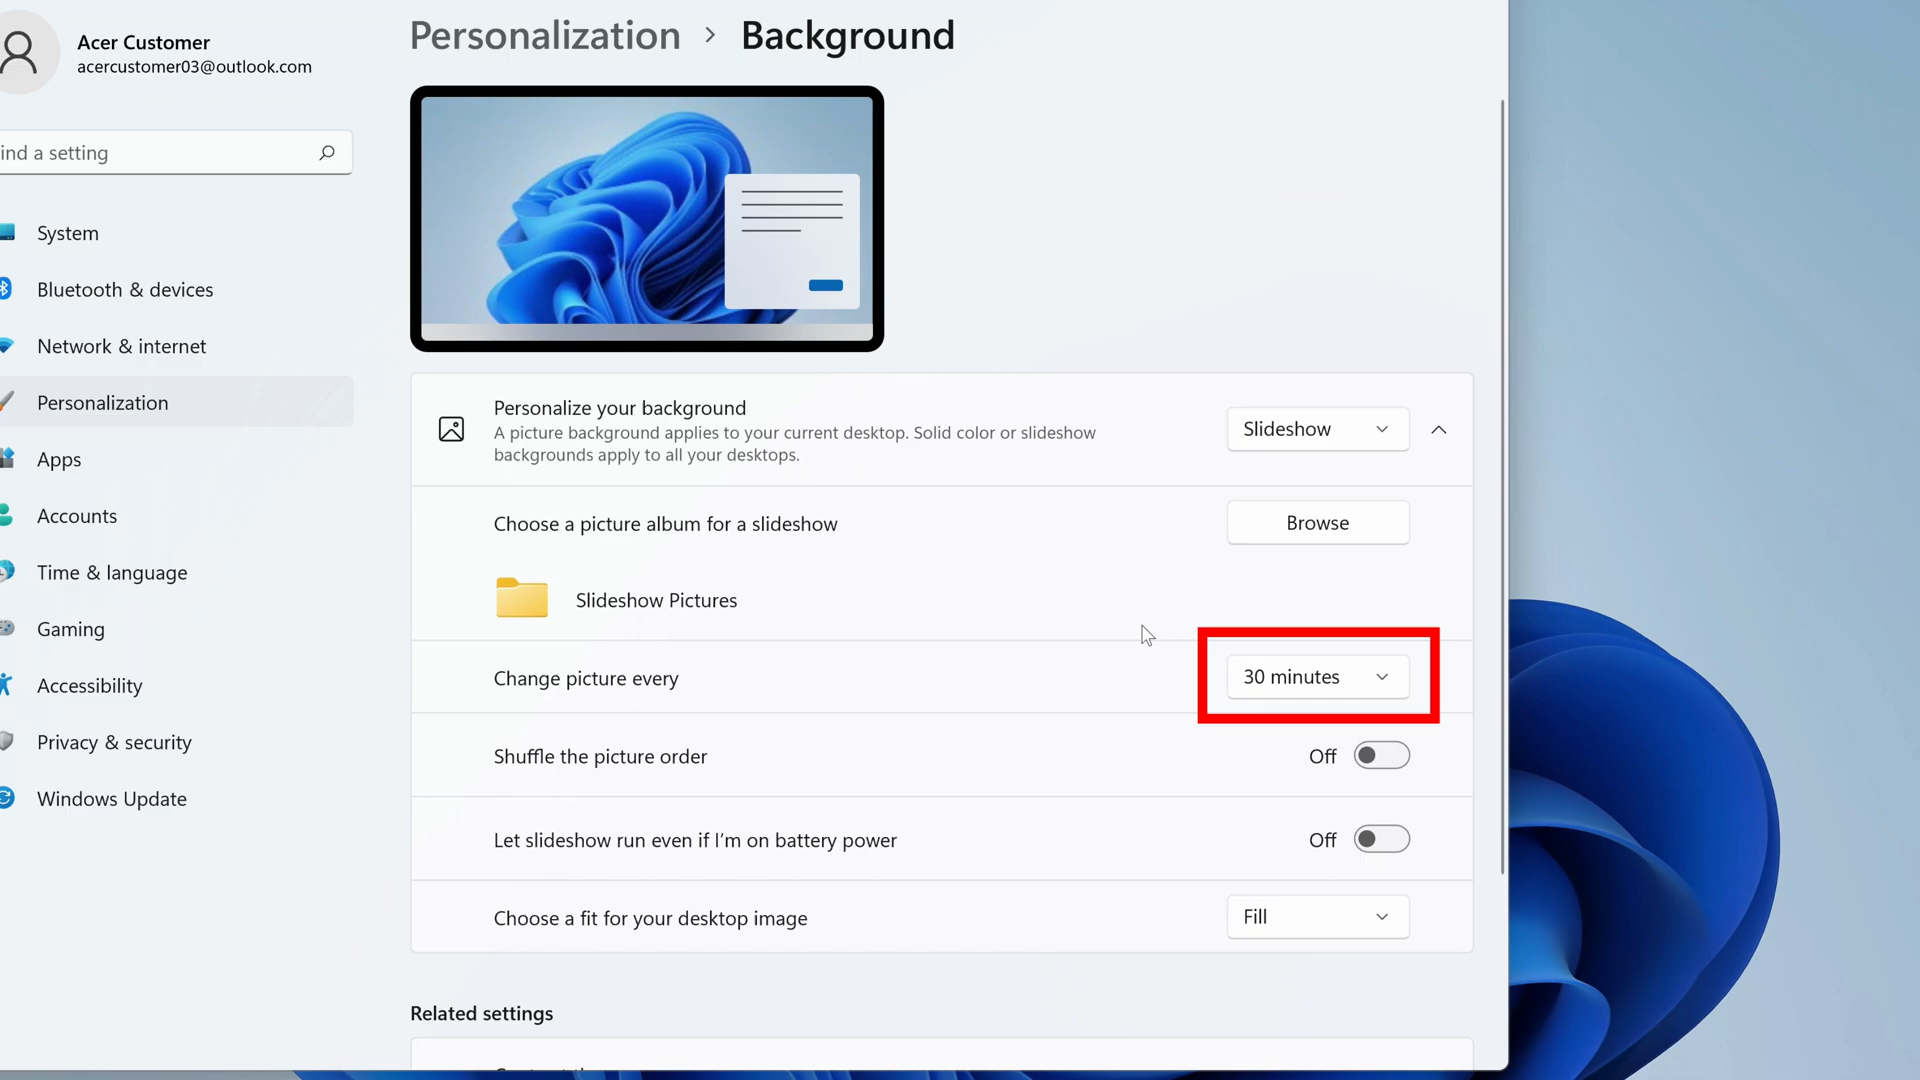 Acer Customer
acercustomer03@outlook.com
ind a setting
System
Bluetooth & devices
Network & internet
Personalization
Apps
Accounts
Time & language
Gaming
Accessibility
Privacy & security
Windows Update
Personalization > Background
Personalize your background
A picture background applies to your current desktop. Solid color or slideshow
backgrounds apply to all your desktops.
Slideshow
Choose a picture album for a slideshow
Browse
Slideshow Pictures
Change picture every
30 minutes
Shuffle the picture order
Off
Let slideshow run even if I'm on battery power
Off
Choose a fit for your desktop image
Fill
Related settings